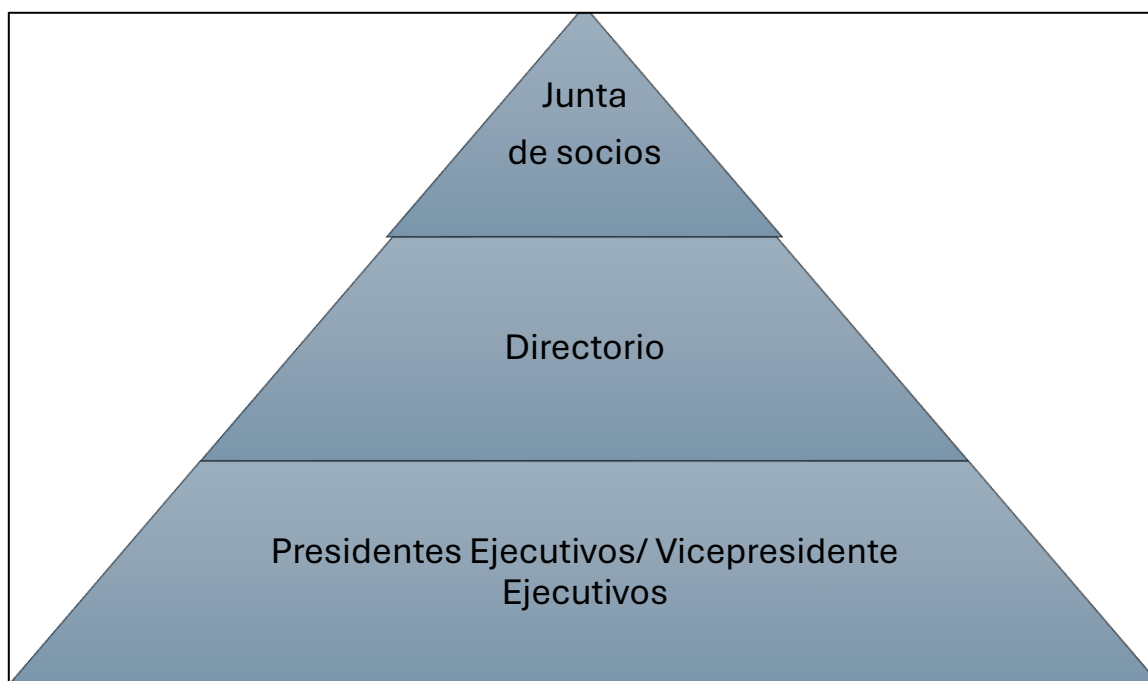 Junta
de socios
Directorio
Presidentes Ejecutivos/ Vicepresidente
Ejecutivos